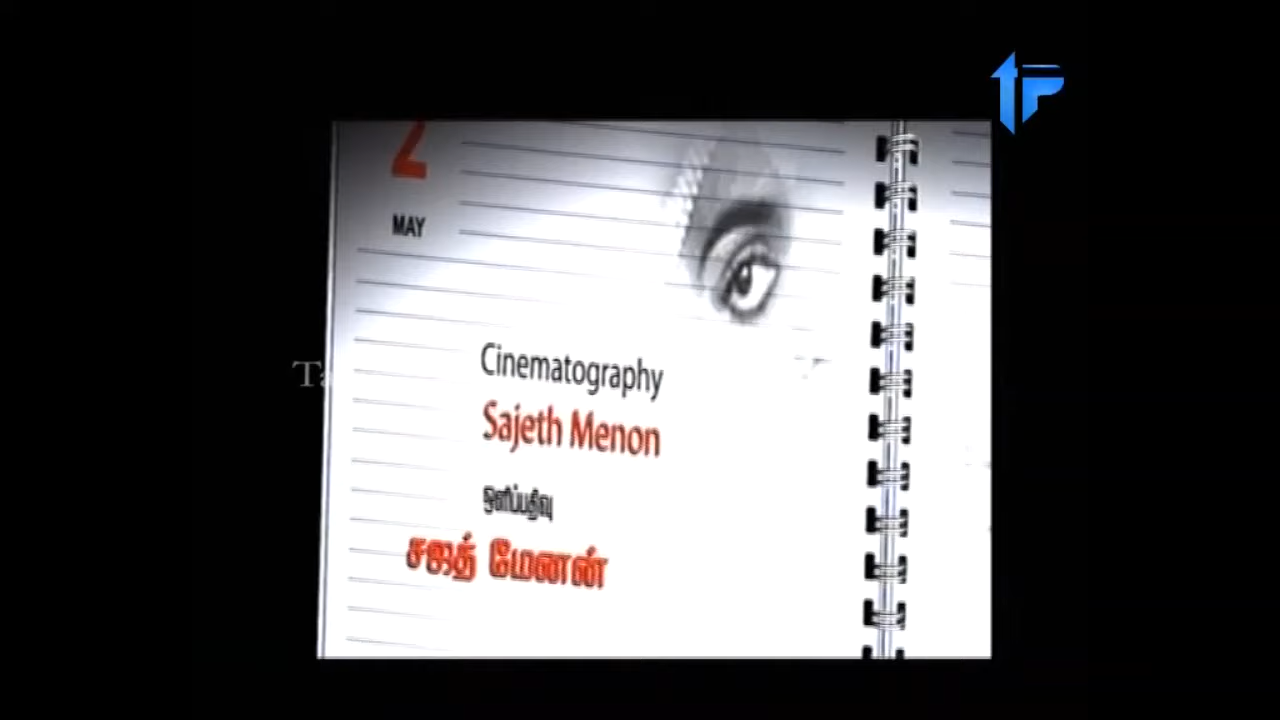 2
MAY
Cinematography
Sajeth Menon
ஒளிப்பதிவு
சஜத் மேனன்